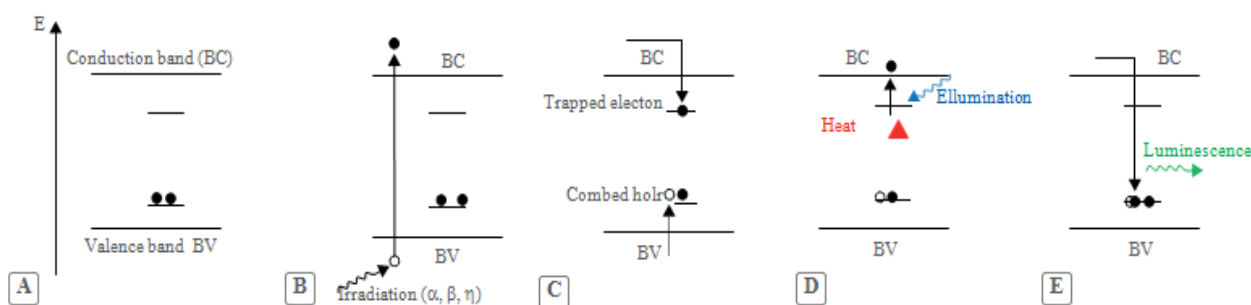 E
Conduction band (BC)
Valence band BV
A
BC
BV
Irradiation (α, β, η)
B
BC
Trapped electon
Combed holr
BV
C
BC
Ellumination
Heat
BV
D
BC
Luminescence
BV
E